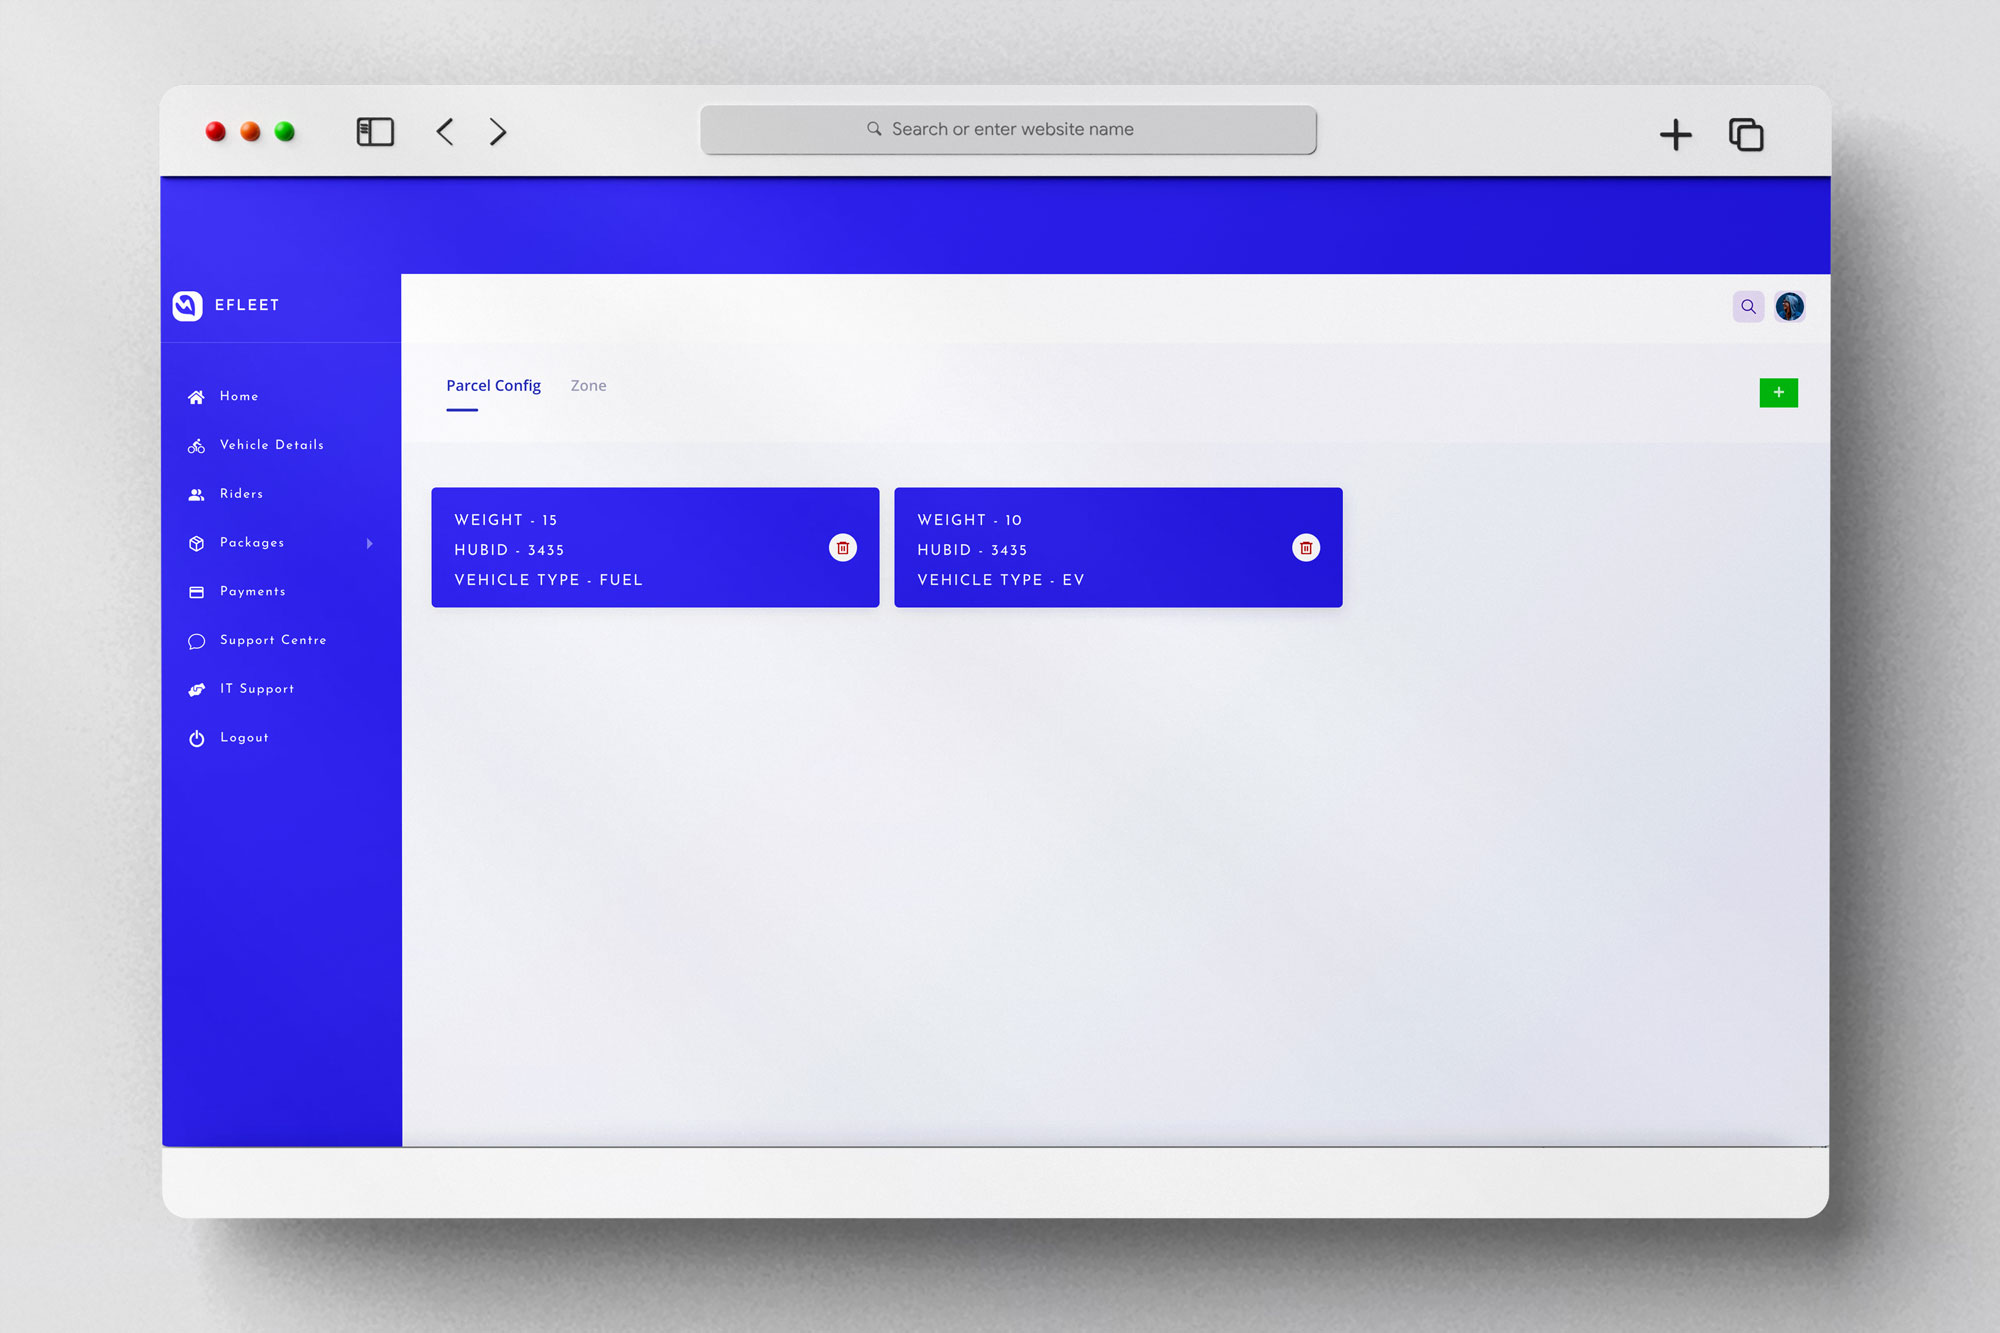 Search or enter website name
EFLEET
Home
Vehicle Details
Riders
Packages
Payments
Support Centre
IT Support
Logout
Parcel Config
Zone
WEIGHT - 15
HUBID - 3435
VEHICLE TYPE - FUEL
WEIGHT - 10
HUBID - 3435
VEHICLE TYPE - EV